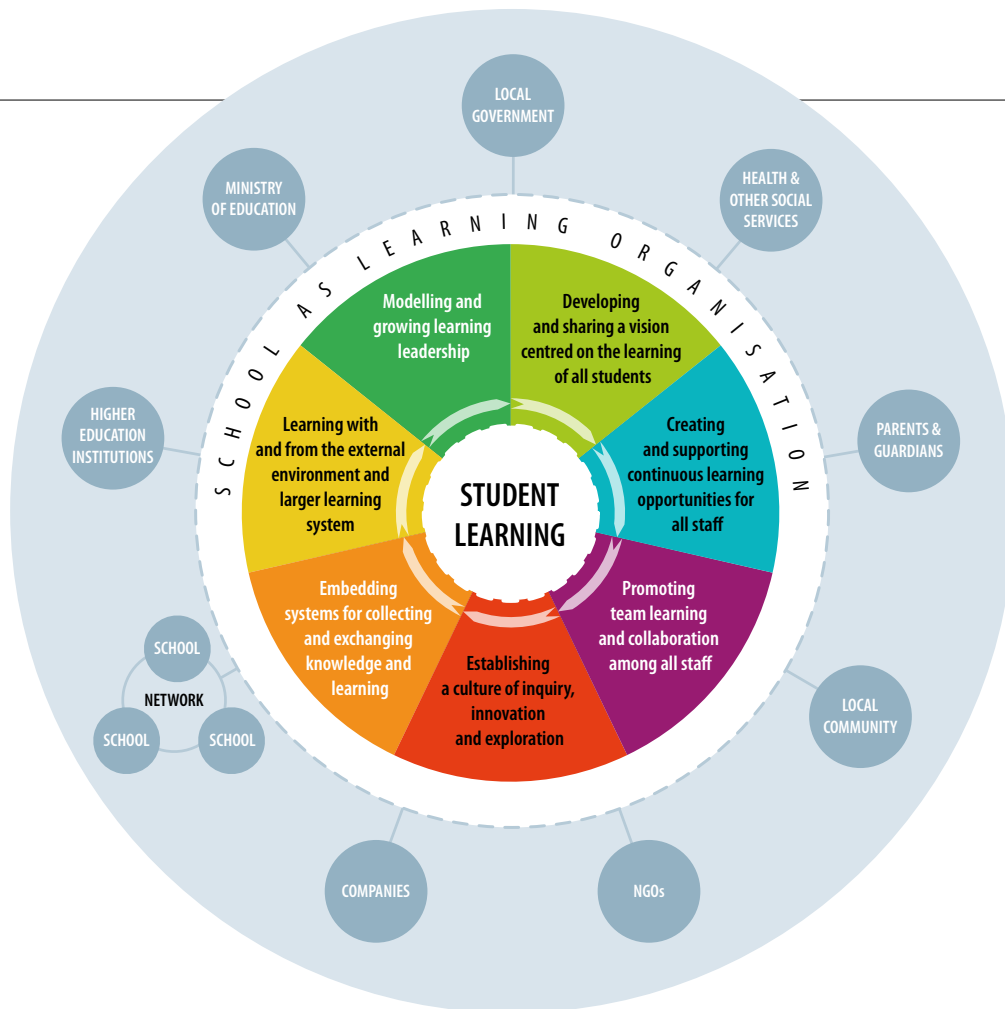 LOCAL
GOVERNMENT
MINISTRY
OF EDUCATION
HEALTH &
OTHER SOCIAL
SERVICES
SCHOOL AS LEARNING ORGANISATION
Modelling and
growing learning
leadership
Developing
and sharing a vision
centred on the learning
of all students
HIGHER
EDUCATION
INSTITUTIONS
Learning with
and from the external
environment and
larger learning
system
Creating
and supporting
continuous learning
opportunities for
all staff
PARENTS &
GUARDIANS
STUDENT
LEARNING
Embedding
systems for collecting
and exchanging
knowledge and
learning
Promoting
team learning
and collaboration
among all staff
Establishing
a culture of inquiry,
innovation
and exploration
SCHOOL
NETWORK
SCHOOL
SCHOOL
LOCAL
COMMUNITY
COMPANIES
NGOs